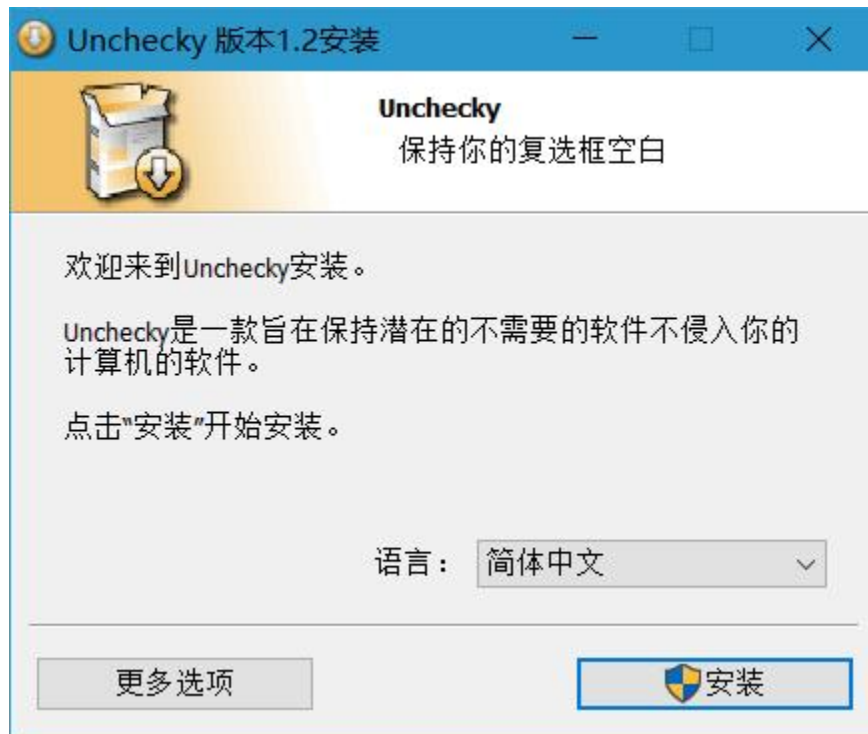 Unchecky 版本1.2安装
Unchecky
保持你的复选框空白
欢迎来到Unchecky安装。
Unchecky是一款旨在保持潜在的不需要的软件不侵入你的
计算机的软件。
点击“安装”开始安装。
语言： 简体中文
更多选项 安装